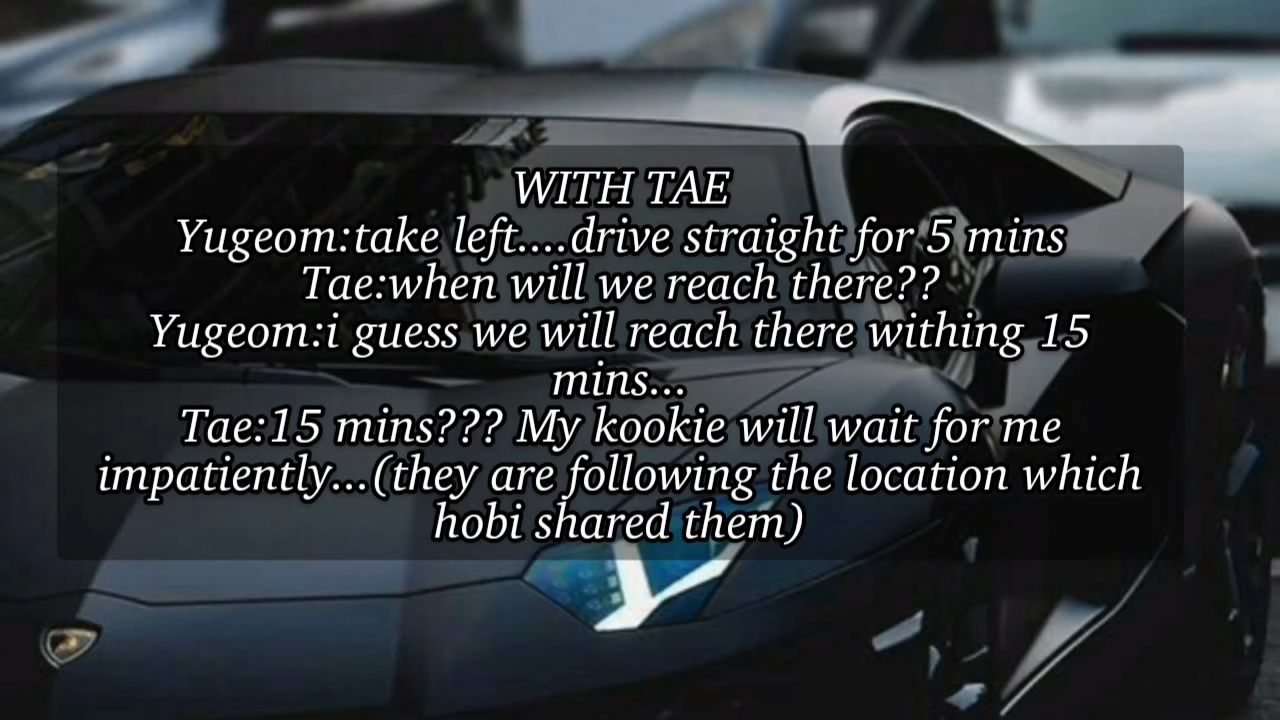 WITH TAE
Yugeom:take left....drive straight for 5 mins
Tae:when will we reach there??
Yugeom:i guess we will reach there withing 15
mins...
Tae:15 mins??? My kookie will wait for me
impatiently...(they are following the location which
hobi shared them)